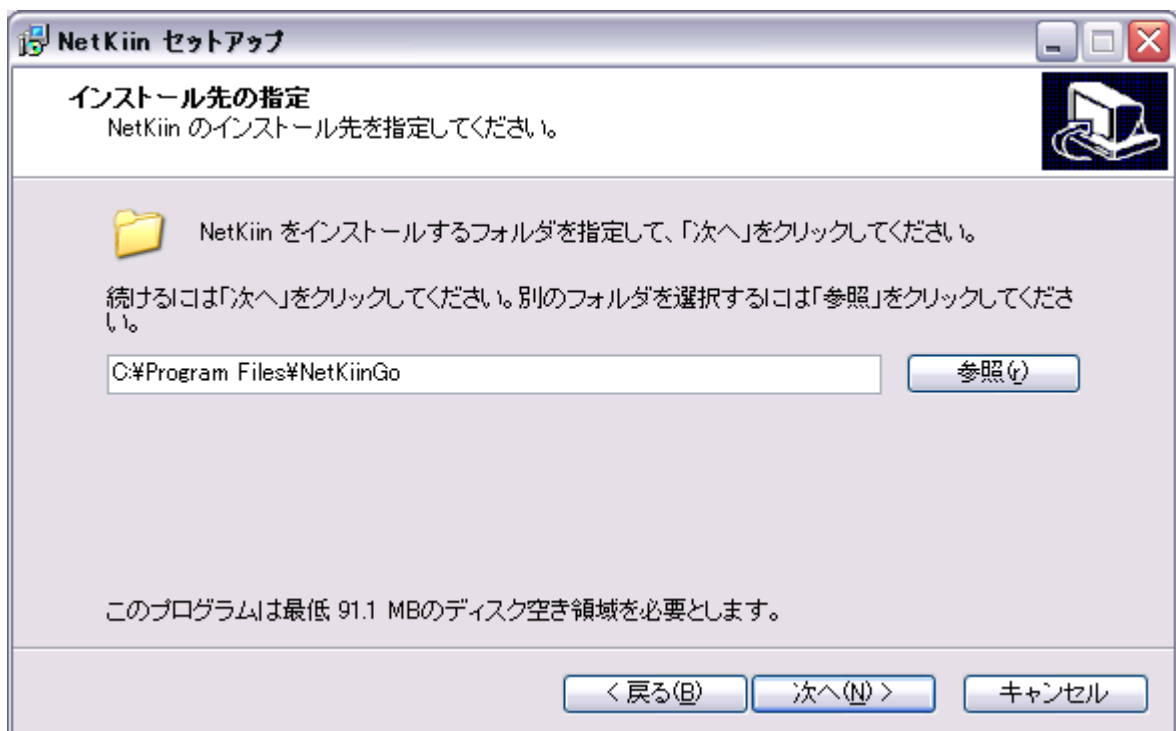 NetKiin セットアップ
インストール先の指定
NetKiin のインストール先を指定してください。
NetKiin をインストールするフォルダを指定して、「次へ」をクリックしてください。
続けるには「次へ」をクリックしてください。別のフォルダを選択するには「参照」をクリックしてくださ
い。
C:¥Program Files¥NetKiinGo
参照(r)
このプログラムは最低 91.1 MBのディスク空き領域を必要とします。
< 戻る(B)
次へ(N) >
キャンセル